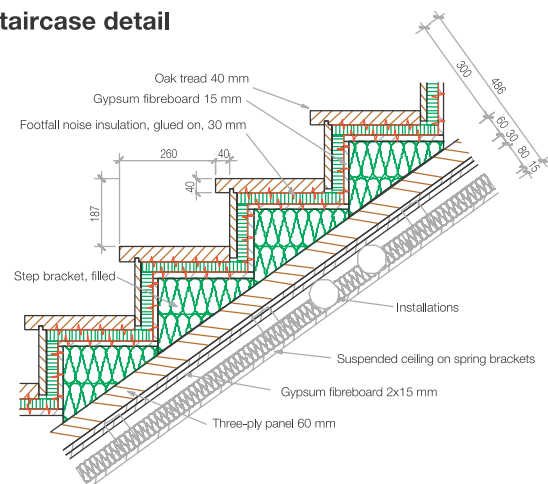 taircase detail
Oak tread 40 mm
Gypsum fibreboard 15 mm
Footfall noise insulation, glued on, 30 mm
260
40
40
187
300
486
60
30
80
15
Step bracket, filled
Installations
Suspended ceiling on spring brackets
Gypsum fibreboard 2x15 mm
Three-ply panel 60 mm